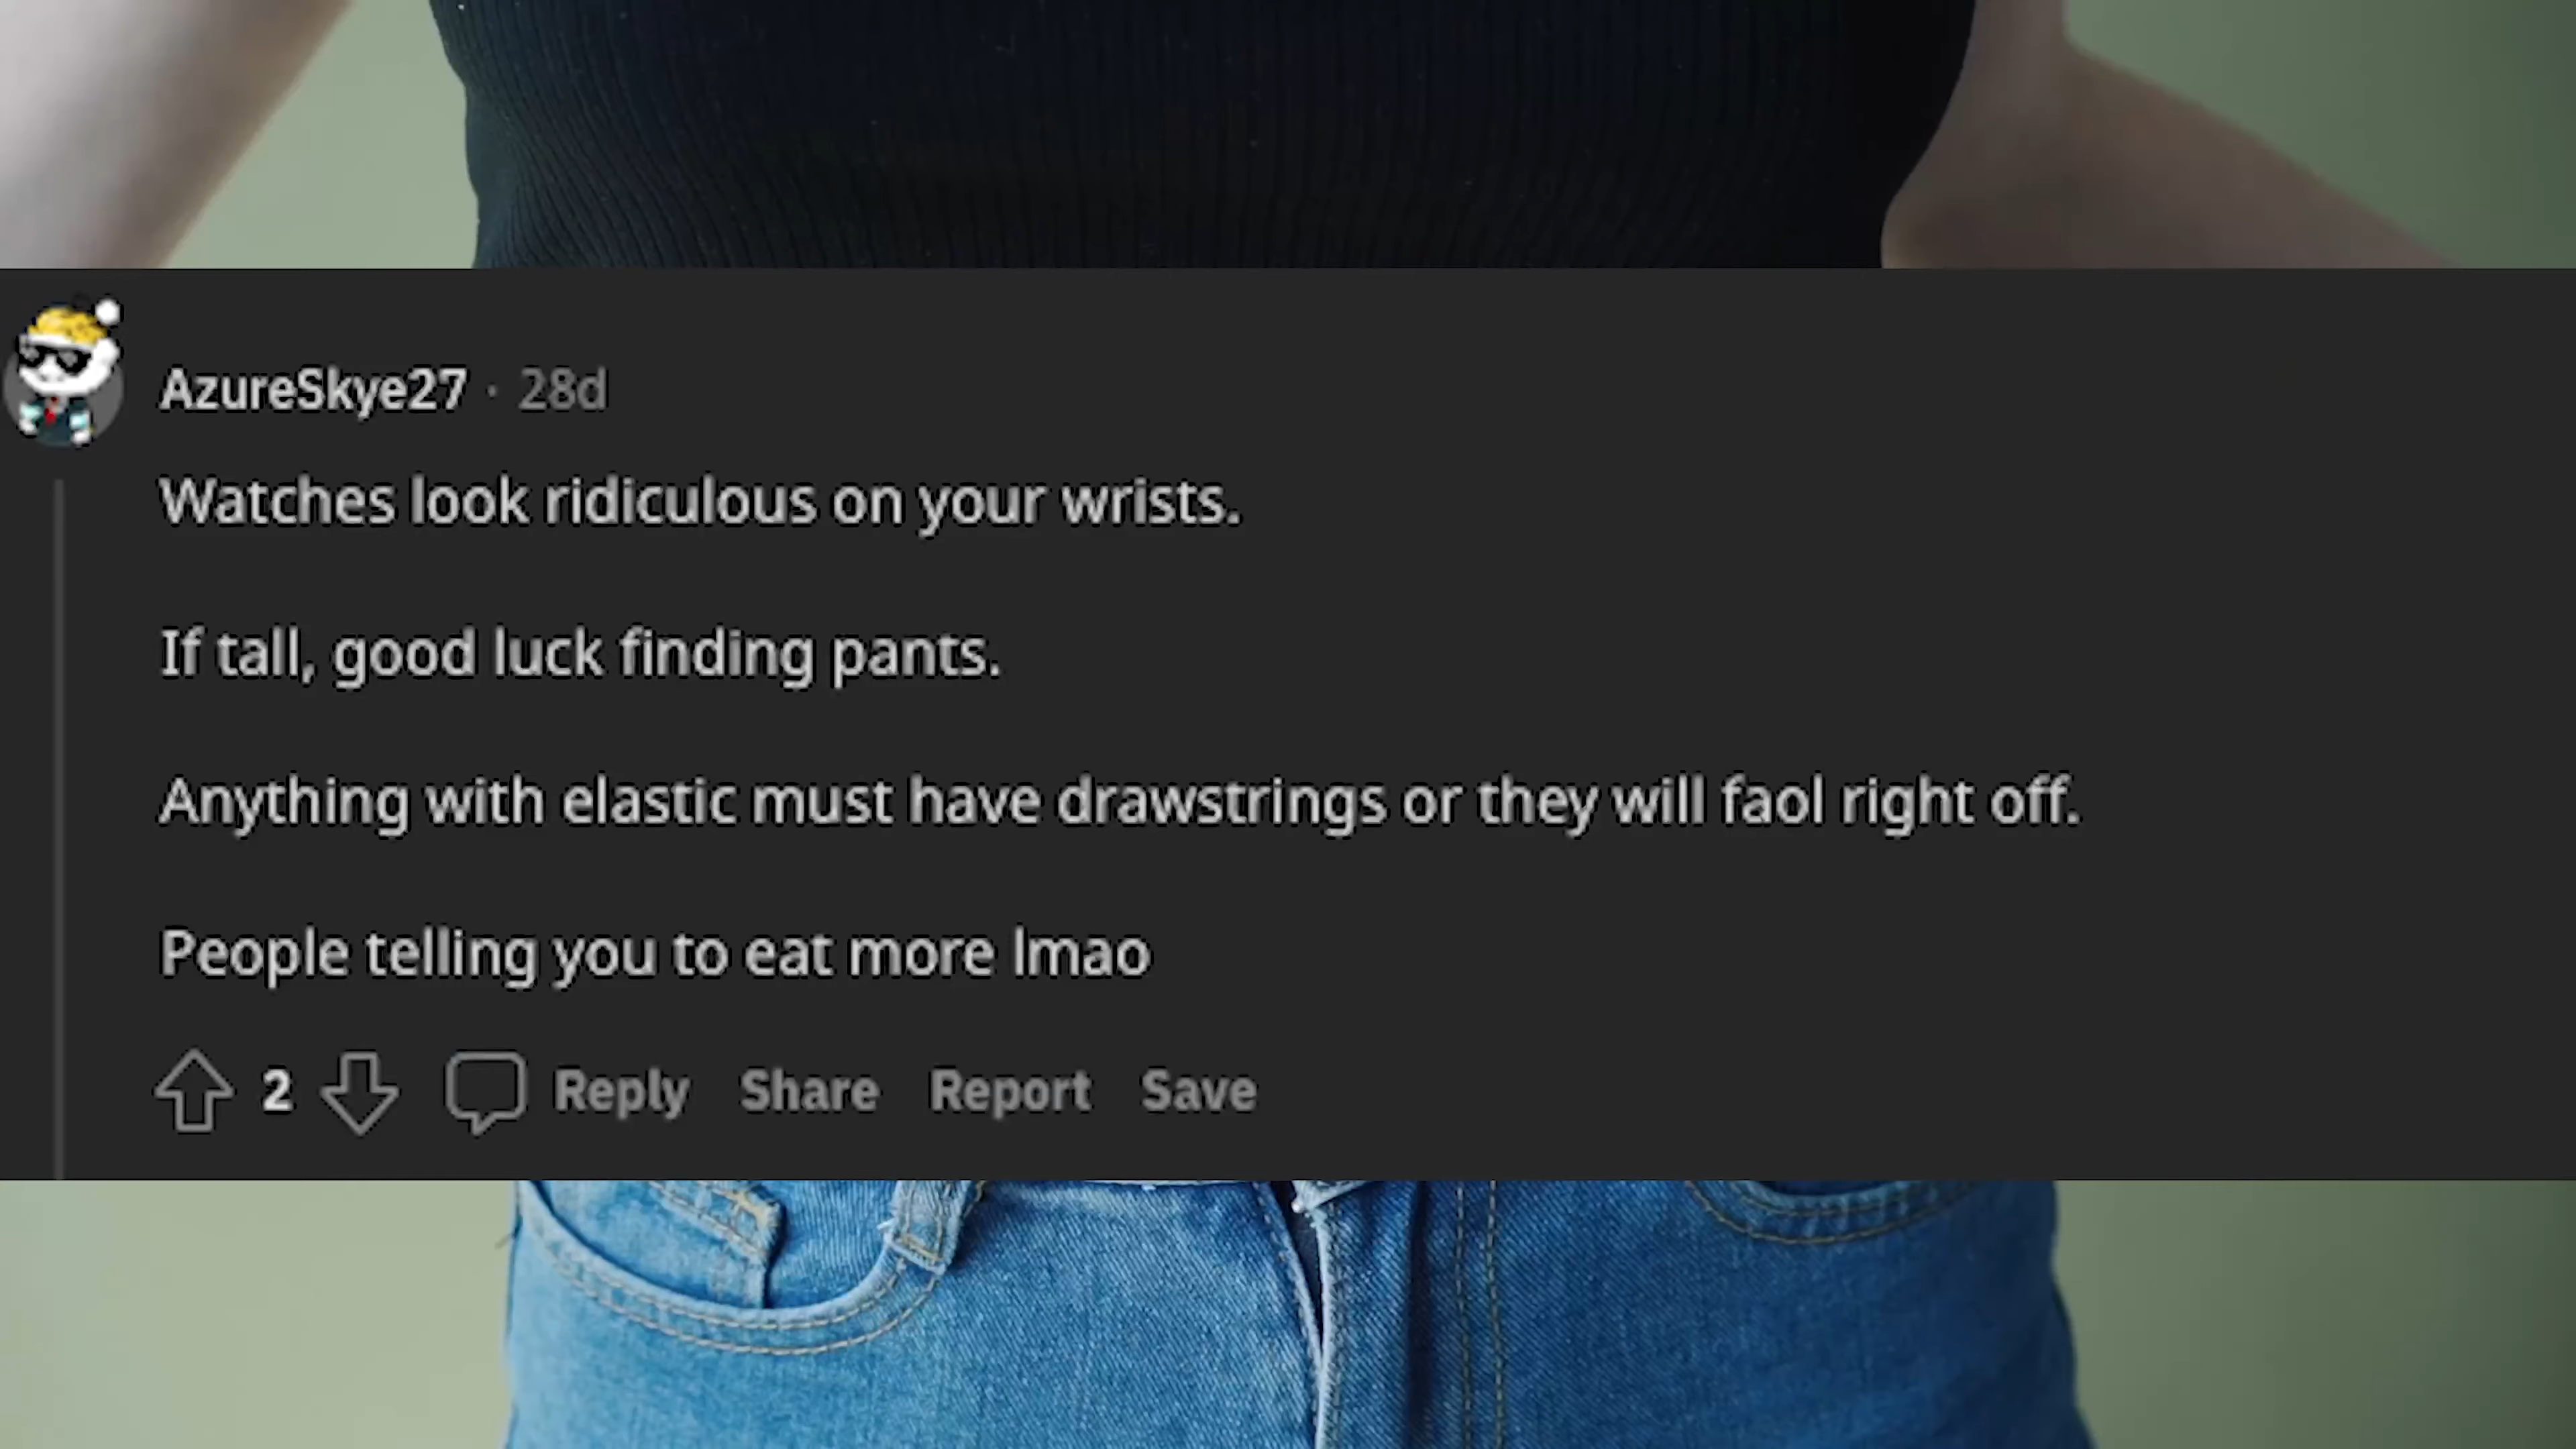 AzureSkye27 · 28d
Watches look ridiculous on your wrists.
If tall, good luck finding pants.
Anything with elastic must have drawstrings or they will faol right off.
People telling you to eat more lmao
2 Reply Share Report Save